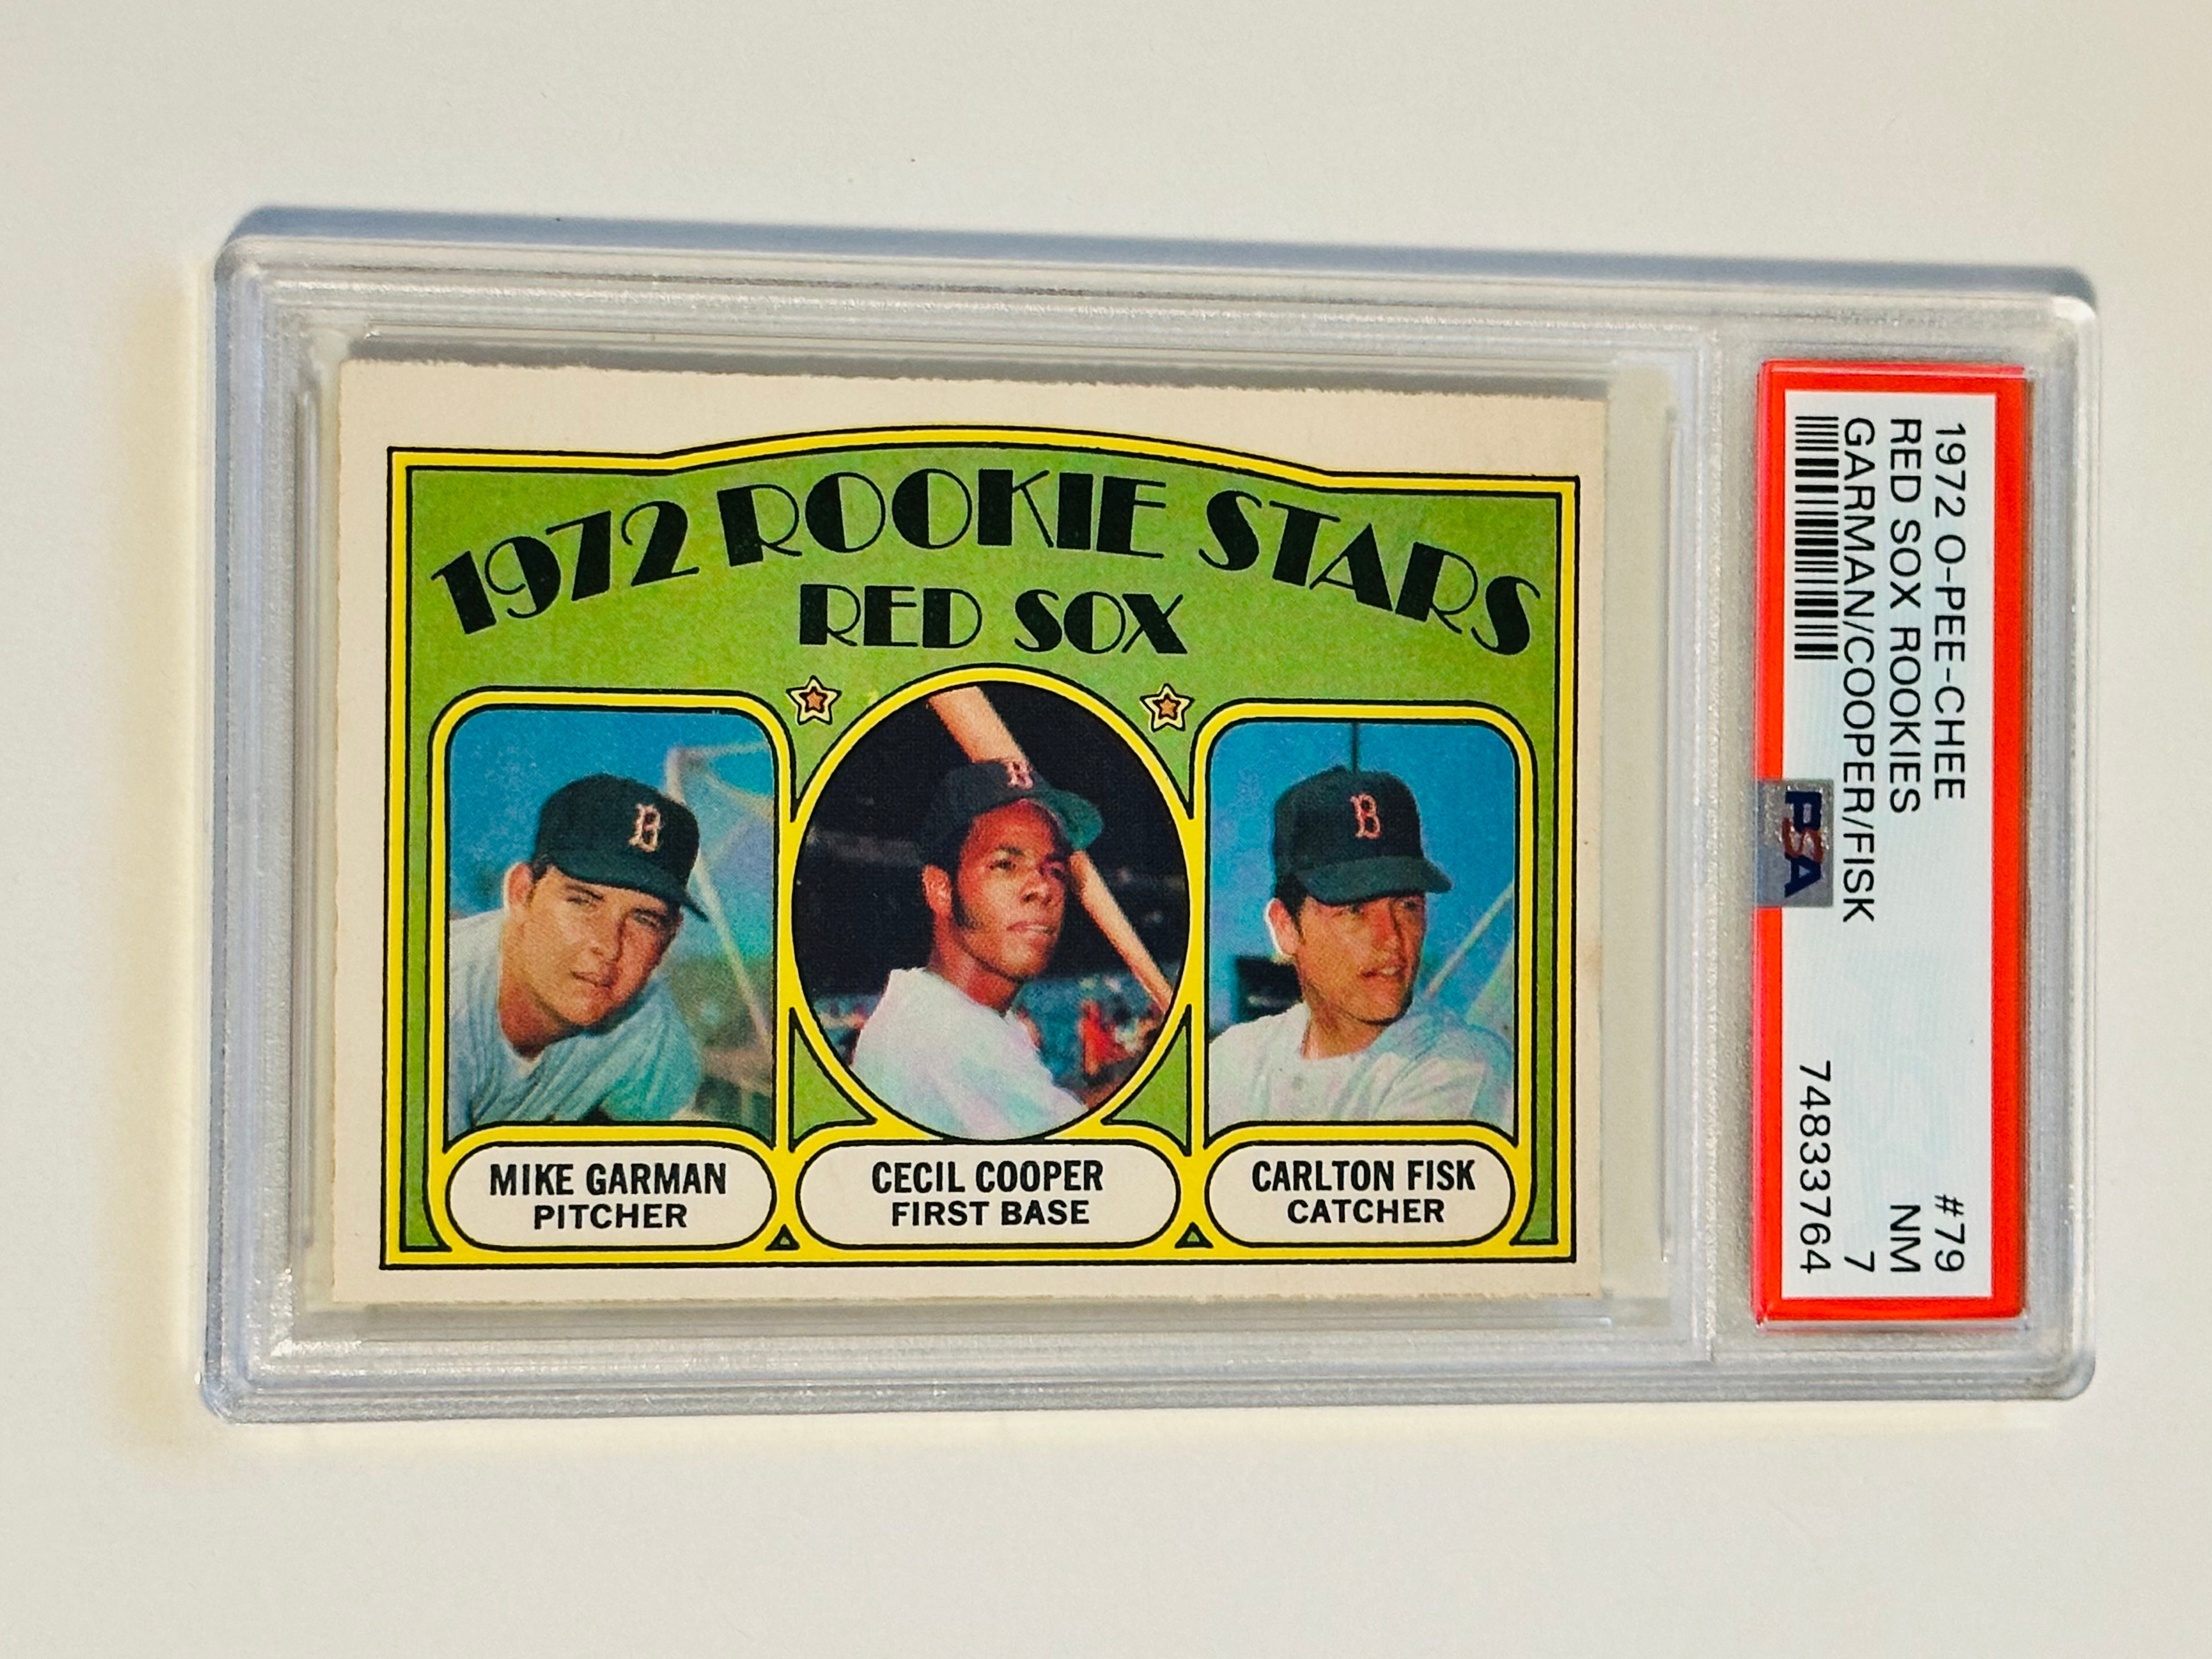 1972 ROOKIE STARS
RED SOX
B
B
B
MIKE GARMAN
PITCHER
CECIL COOPER
FIRST BASE
CARLTON FISK
CATCHER
1972 O-PEE-CHEE #79
RED SOX ROOKIES NM
GARMAN/COOPER/FISK 7
PSA 74833764